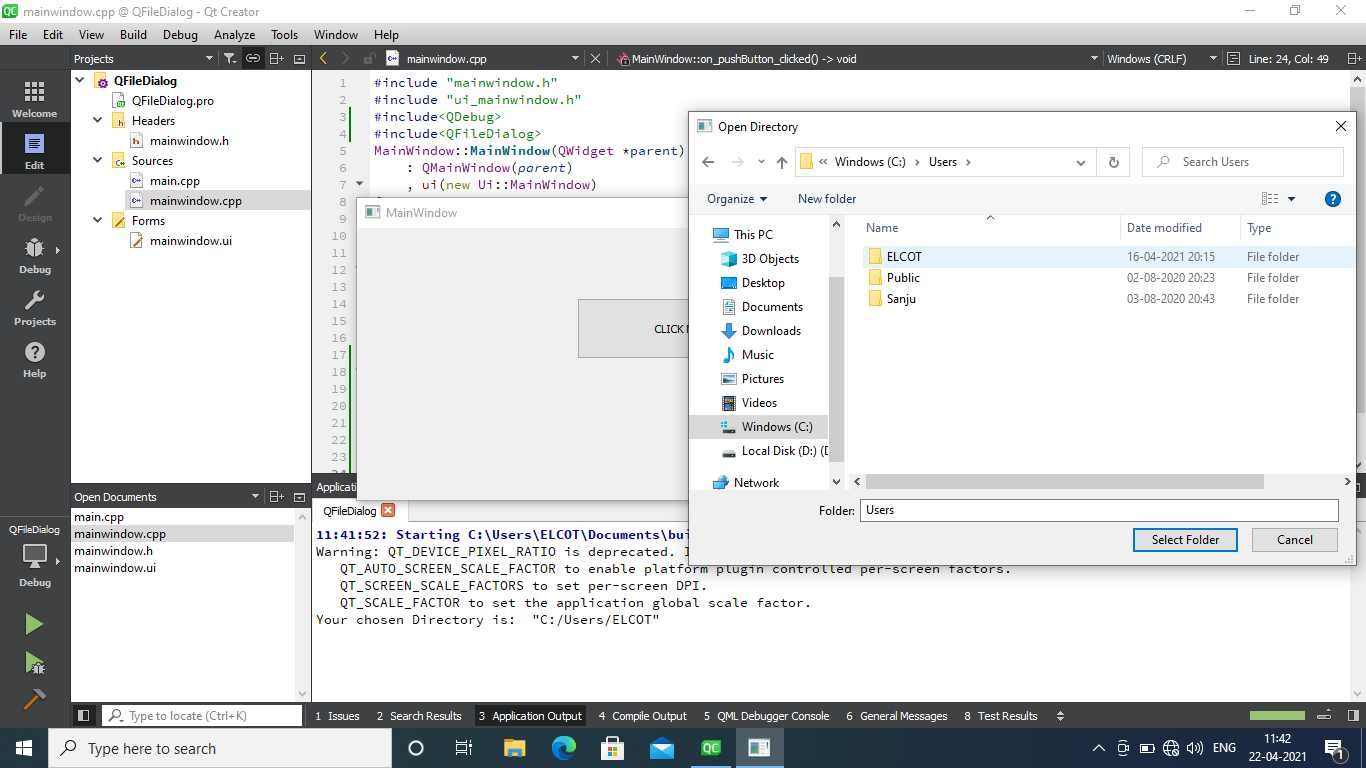 mainwindow.cpp @ QFileDialog - Qt Creator
File Edit View Build Debug Analyze Tools Window Help
Projects
mainwindow.cpp
MainWindow::on_pushButton_clicked() -> void
Windows (CRLF)
Line: 24, Col: 49
Welcome
Edit
Design
Debug
Projects
Help
QFileDialog
Debug
QFileDialog
QFileDialog.pro
Headers
mainwindow.h
Sources
main.cpp
mainwindow.cpp
Forms
mainwindow.ui
Open Documents
main.cpp
mainwindow.cpp
mainwindow.h
mainwindow.ui
1 #include "mainwindow.h"
2 #include "ui_mainwindow.h"
3 #include<QDebug>
4 #include<QFileDialog>
5 MainWindow::MainWindow(QWidget *parent)
6 : QMainWindow(parent)
7 , ui(new Ui::MainWindow)
8
9
10
11
12
13
14
15
16
17
18
19
20
21
22
23
24
MainWindow
CLICK
Open Directory
« Windows (C:) > Users >
Search Users
Organize New folder
This PC
3D Objects
Desktop
Documents
Downloads
Music
Pictures
Videos
Windows (C:)
Local Disk (D:)
Network
Name Date modified Type
ELCOT 16-04-2021 20:15 File folder
Public 02-08-2020 20:23 File folder
Sanju 03-08-2020 20:43 File folder
Folder: Users
Select Folder Cancel
QFileDialog
11:41:52: Starting C:\Users\ELCOT\Documents\bui
Warning: QT_DEVICE_PIXEL_RATIO is deprecated.
QT_AUTO_SCREEN_SCALE_FACTOR to enable platform plugin controlled per-screen factors.
QT_SCREEN_SCALE_FACTORS to set per-screen DPI.
QT_SCALE_FACTOR to set the application global scale factor.
Your chosen Directory is: "C:/Users/ELCOT"
Type to locate (Ctrl+K)
1 Issues 2 Search Results 3 Application Output 4 Compile Output 5 QML Debugger Console 6 General Messages 8 Test Results
Type here to search
ENG
11:42
22-04-2021
1